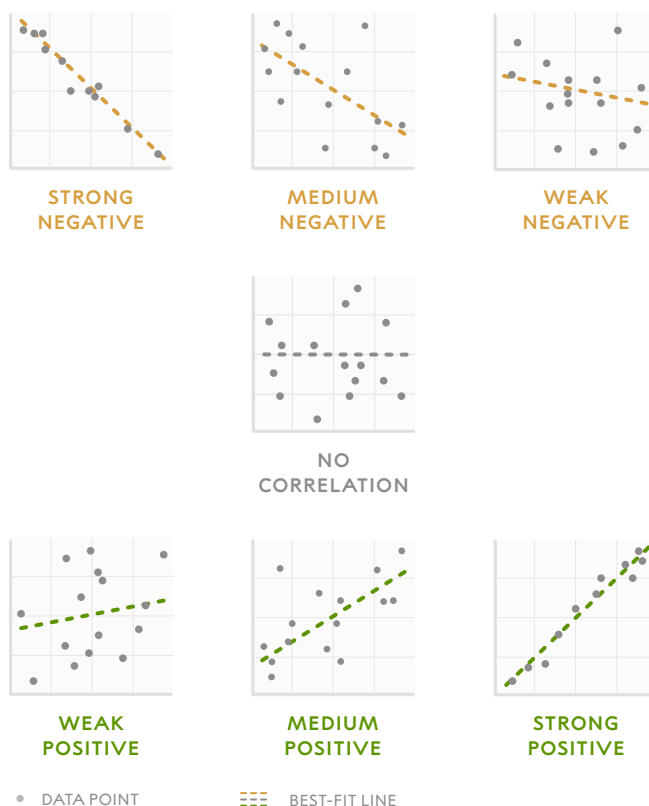 STRONG
NEGATIVE
MEDIUM
NEGATIVE
WEAK
NEGATIVE
NO
CORRELATION
WEAK
POSITIVE
MEDIUM
POSITIVE
STRONG
POSITIVE
DATA POINT
BEST-FIT LINE